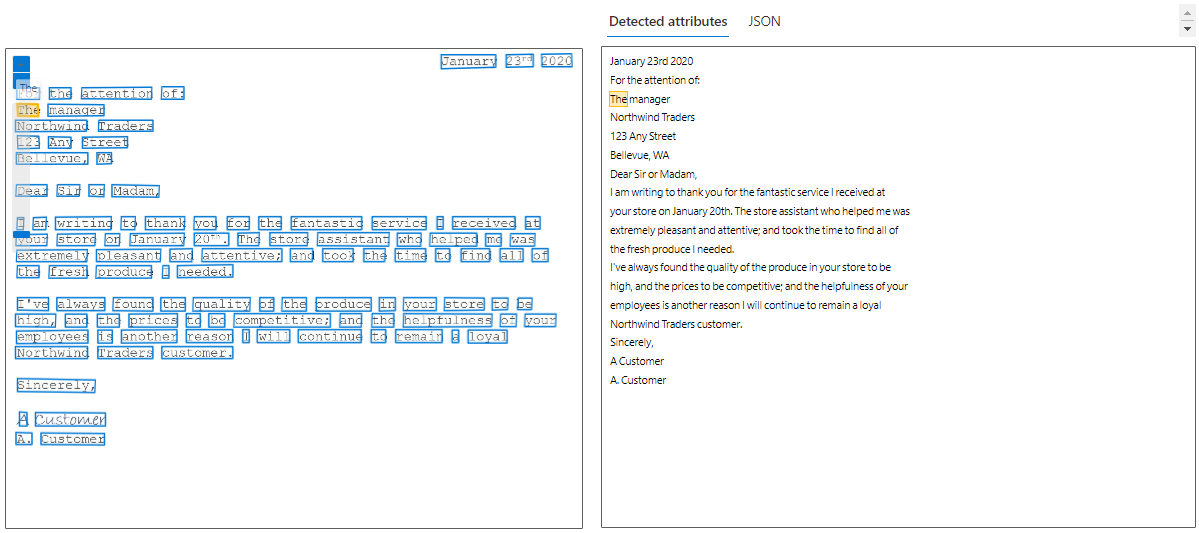 Detected attributes JSON
January 23rd 2020
The
For the attention of:
The manager
Northwind Traders
123 Any Street
Bellevue, WA
Dear Sir or Madam,
I am writing to thank you for the fantastic service I received at
your store on January 20th. The store assistant who helped me was
extremely pleasant and attentive; and took the time to find all of
the fresh produce I needed.
I've always found the quality of the produce in your store to be
high, and the prices to be competitive; and the helpfulness of your
employees is another reason I will continue to remain a loyal
Northwind Traders customer.
Sincerely,
A Customer
A. Customer
January 23rd 2020
For the attention of:
The manager
Northwind Traders
123 Any Street
Bellevue, WA
Dear Sir or Madam,
I am writing to thank you for the fantastic service I received at
your store on January 20th. The store assistant who helped me was
extremely pleasant and attentive; and took the time to find all of
the fresh produce I needed.
I've always found the quality of the produce in your store to be
high, and the prices to be competitive; and the helpfulness of your
employees is another reason I will continue to remain a loyal
Northwind Traders customer.
Sincerely,
A Customer
A. Customer